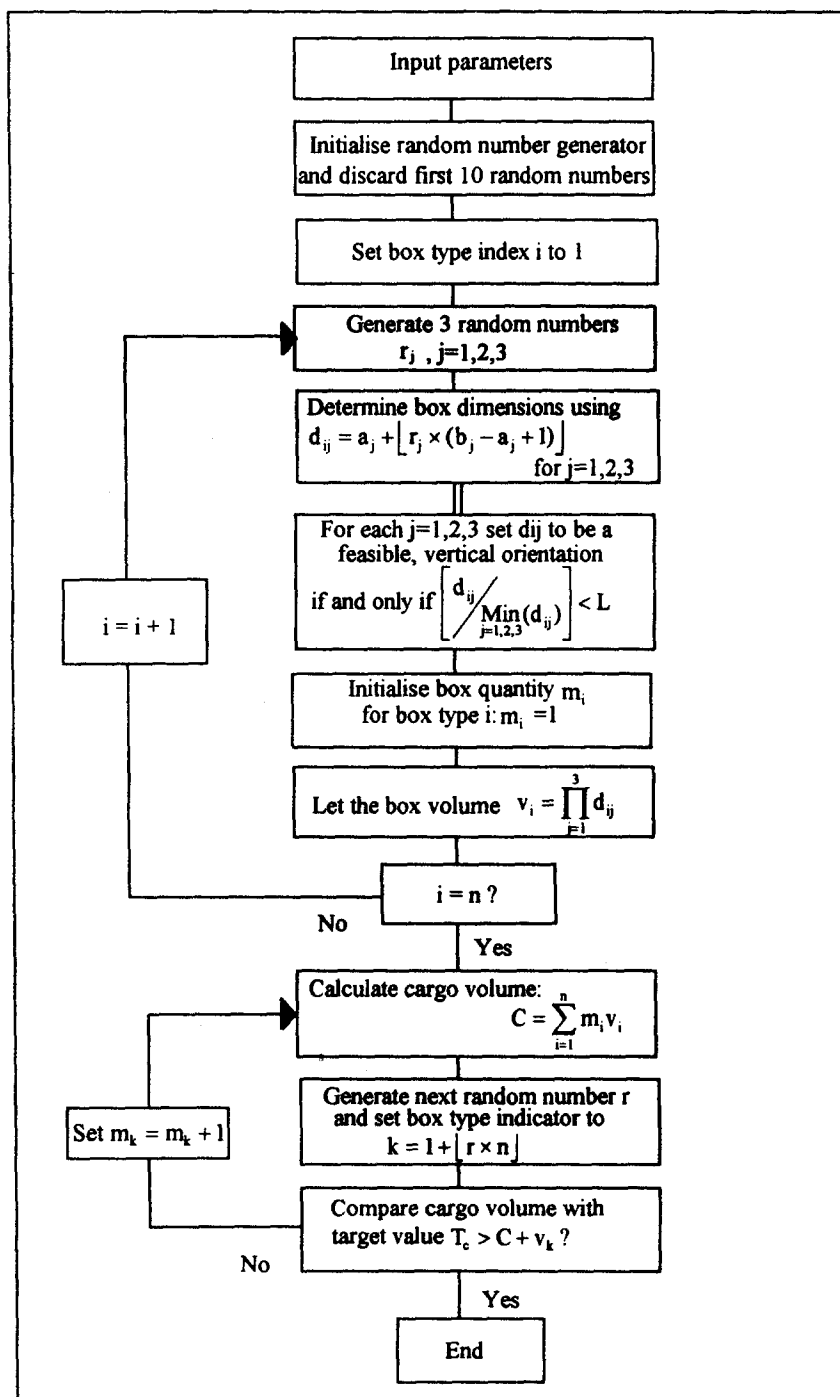 Input parameters
Initialise random number generator
and discard first 10 random numbers
Set box type index i to 1
Generate 3 random numbers
r_j , j=1,2,3
Determine box dimensions using
d_ij = a_j + ⌊ r_j × (b_j − a_j + 1) ⌋
for j=1,2,3
For each j=1,2,3 set dij to be a
feasible, vertical orientation
if and only if [ d_ij / Min_{j=1,2,3} (d_ij) ] < L
i = i + 1
Initialise box quantity m_i
for box type i: m_i = 1
Let the box volume v_i = ∏_{j=1}^{3} d_ij
i = n ?
No
Yes
Calculate cargo volume:
C = ∑_{i=1}^{n} m_i v_i
Generate next random number r
and set box type indicator to
k = 1 + ⌊ r × n ⌋
Set m_k = m_k + 1
Compare cargo volume with
target value T_c > C + v_k ?
No
Yes
End